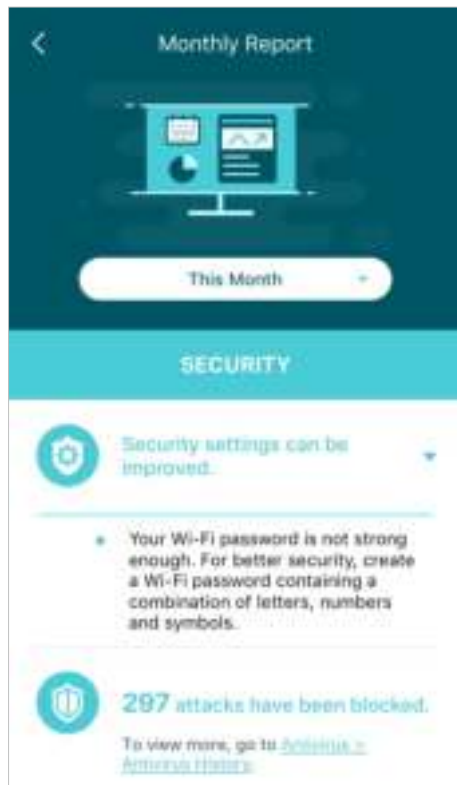 Monthly Report
This Month
SECURITY
Security settings can be
improved.
Your Wi-Fi password is not strong
enough. For better security, create
a Wi-Fi password containing a
combination of letters, numbers
and symbols.
297 attacks have been blocked.
To view more, go to Antivirus >
Antivirus History.